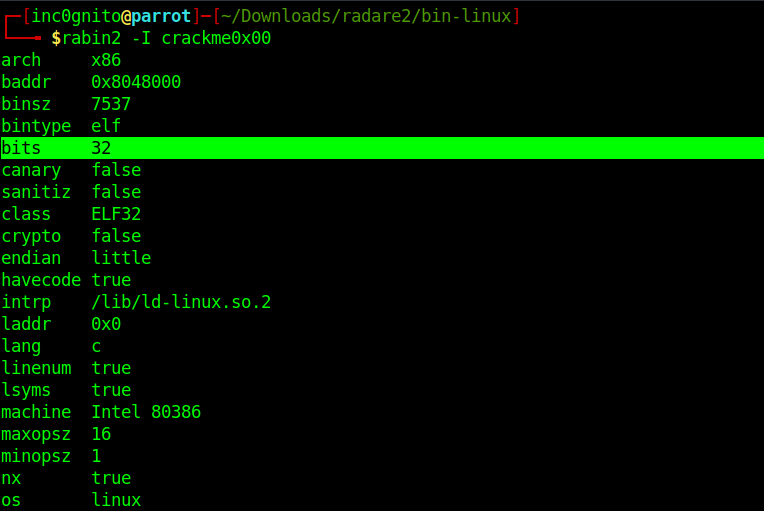 ┌─[inc0gnito@parrot]─[~/Downloads/radare2/bin-linux]
└──╼ $rabin2 -I crackme0x00
arch     x86
baddr    0x8048000
binsz    7537
bintype  elf
bits     32
canary   false
sanitiz  false
class    ELF32
crypto   false
endian   little
havecode true
intrp    /lib/ld-linux.so.2
laddr    0x0
lang     c
linenum  true
lsyms    true
machine  Intel 80386
maxopsz  16
minopsz  1
nx       true
os       linux